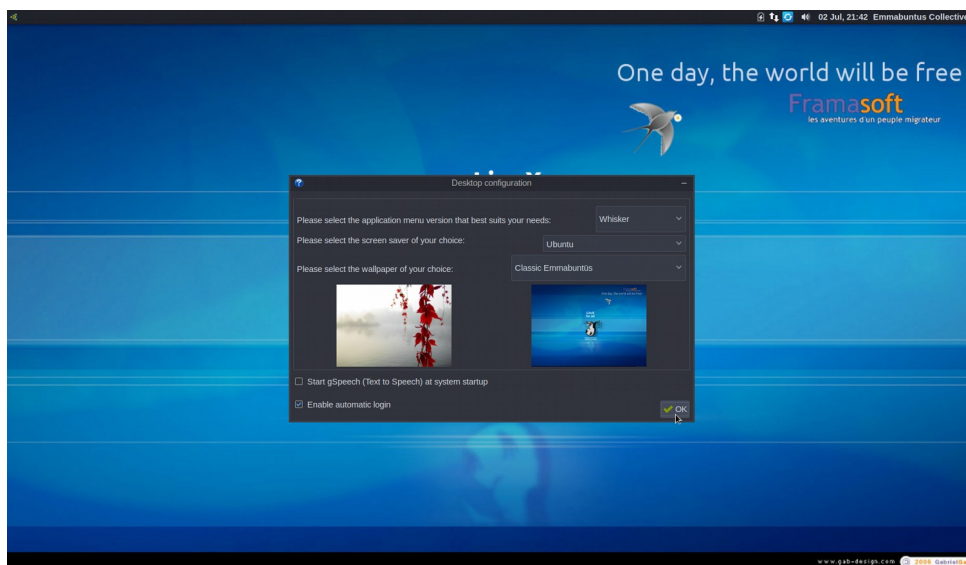 02 Jul, 21:42 Emmabuntus Collective
One day, the world will be free
Framasoft
les aventures d'un peuple migrateur
Desktop configuration
Please select the application menu version that best suits your needs: Whisker
Please select the screen saver of your choice: Ubuntu
Please select the wallpaper of your choice: Classic Emmabuntüs
Start gSpeech (Text to Speech) at system startup
Enable automatic login
OK
www.gab-design.com 2006